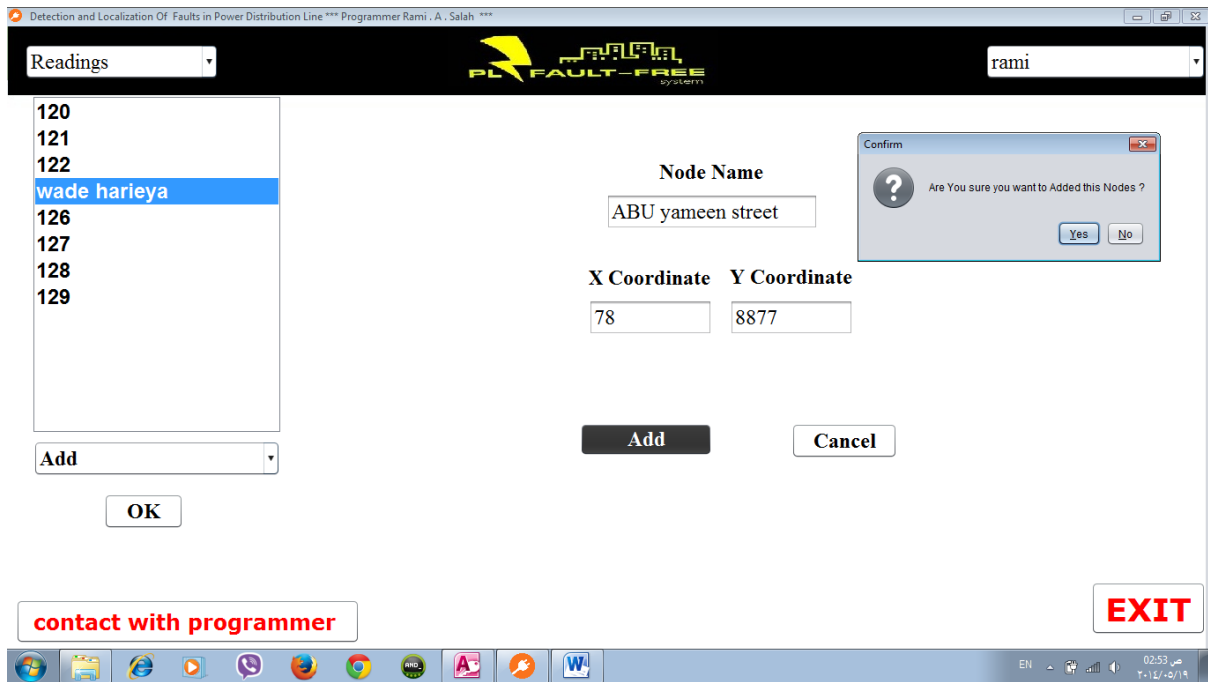 Detection and Localization Of Faults in Power Distribution Line *** Programmer Rami . A . Salah ***
Readings
PL FAULT-FREE
system
rami
120
121
122
wade harieya
126
127
128
129
Add
OK
Node Name
ABU yameen street
X Coordinate Y Coordinate
78 8877
Add Cancel
Confirm
?
Are You sure you want to Added this Nodes ?
Yes No
contact with programmer
EXIT
EN
02:53 ص
٢٠١٤/٠٥/١٩